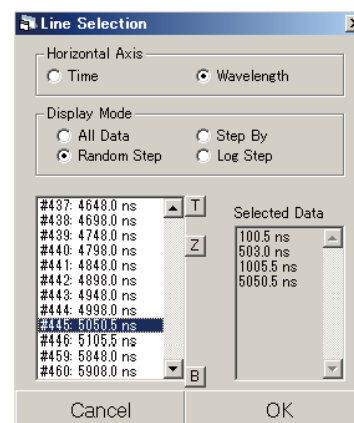 Line Selection
Horizontal Axis
Time
Wavelength
Display Mode
All Data
Step By
Random Step
Log Step
#437: 4648.0 ns
#438: 4698.0 ns
#439: 4748.0 ns
#440: 4798.0 ns
#441: 4848.0 ns
#442: 4898.0 ns
#443: 4948.0 ns
#444: 4998.0 ns
#445: 5050.5 ns
#446: 5105.5 ns
#459: 5848.0 ns
#460: 5908.0 ns
T
Z
B
Selected Data
100.5 ns
503.0 ns
1005.5 ns
5050.5 ns
Cancel
OK